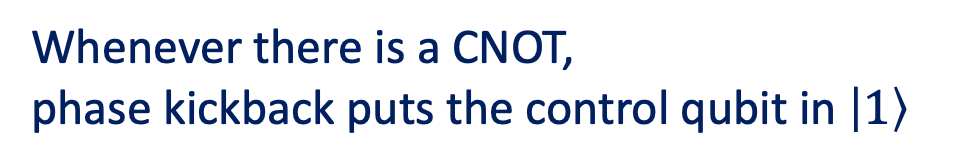 Whenever there is a CNOT,
phase kickback puts the control qubit in |1⟩